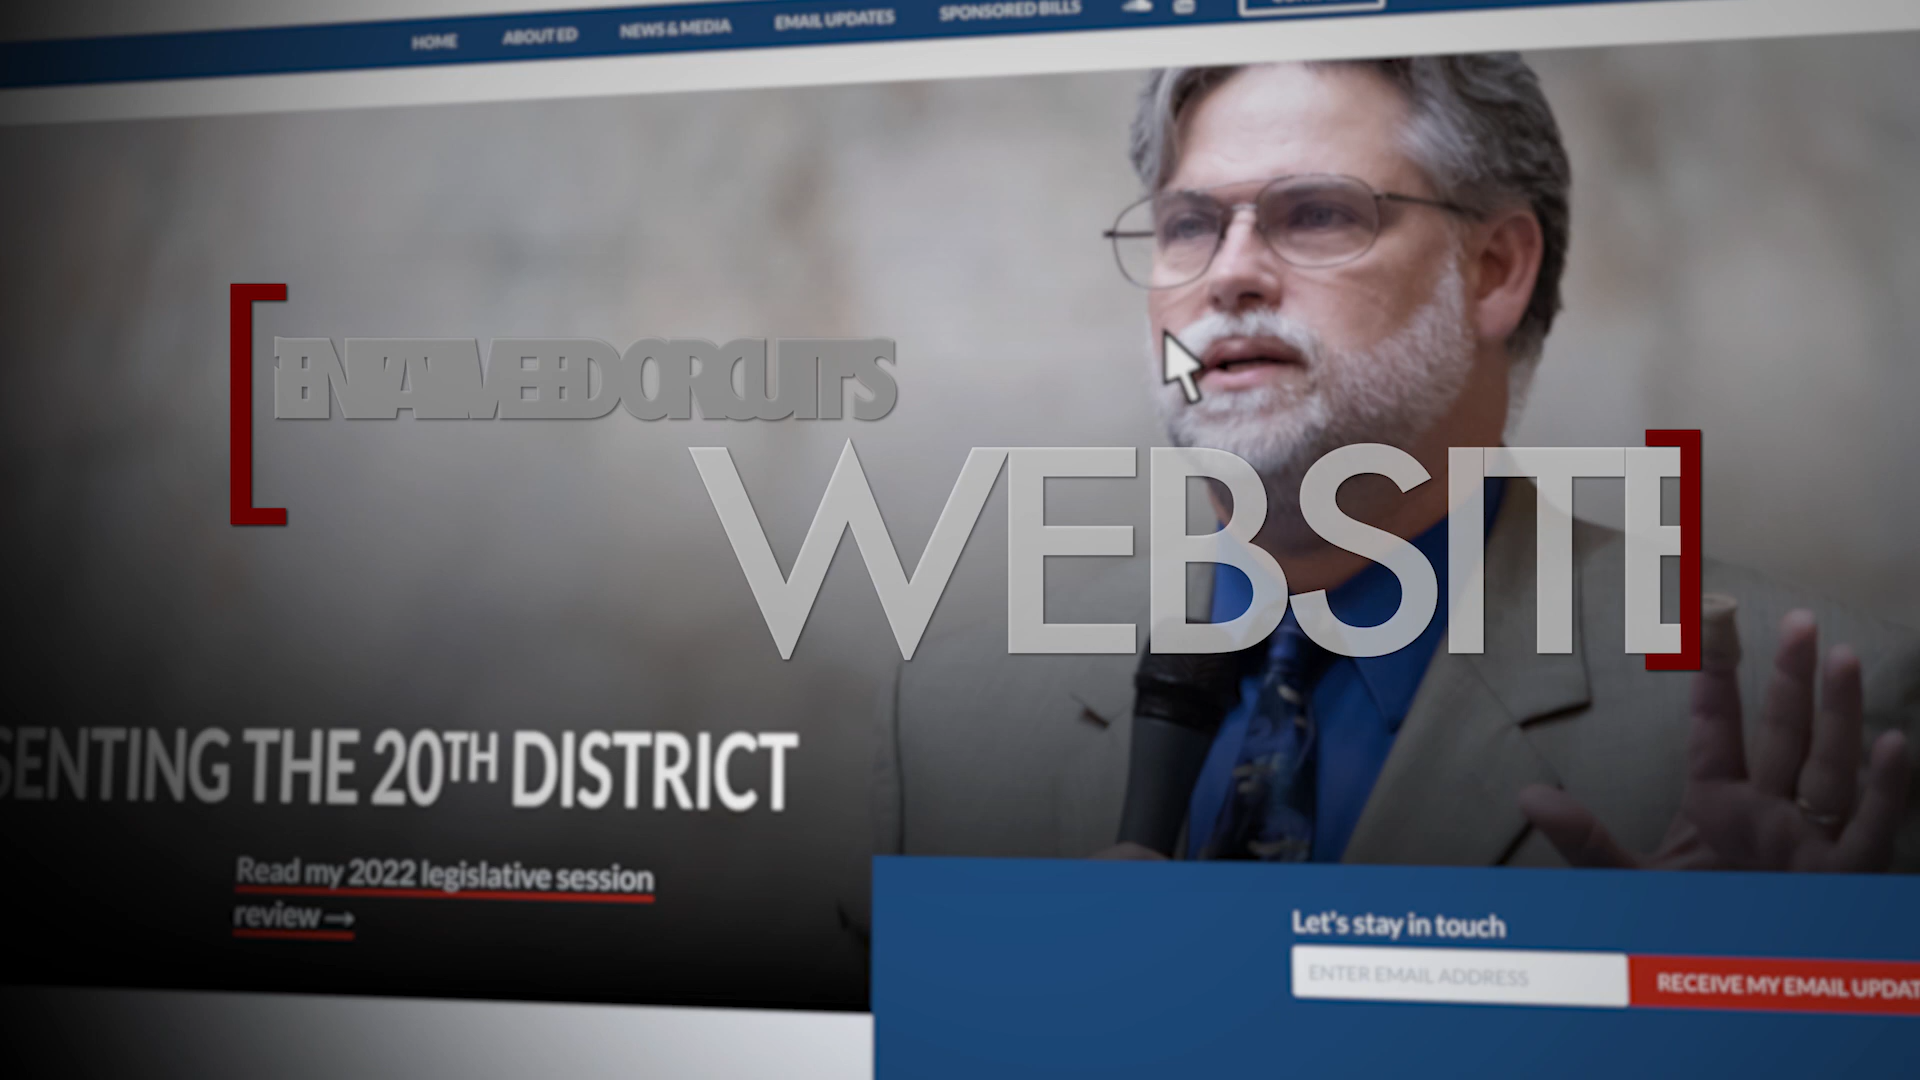 HOME ABOUT ED NEWS & MEDIA EMAIL UPDATES SPONSORED BILLS
WEBSITE
SENTING THE 20TH DISTRICT
Read my 2022 legislative session
review →
Let's stay in touch
ENTER EMAIL ADDRESS RECEIVE MY EMAIL UPDAT